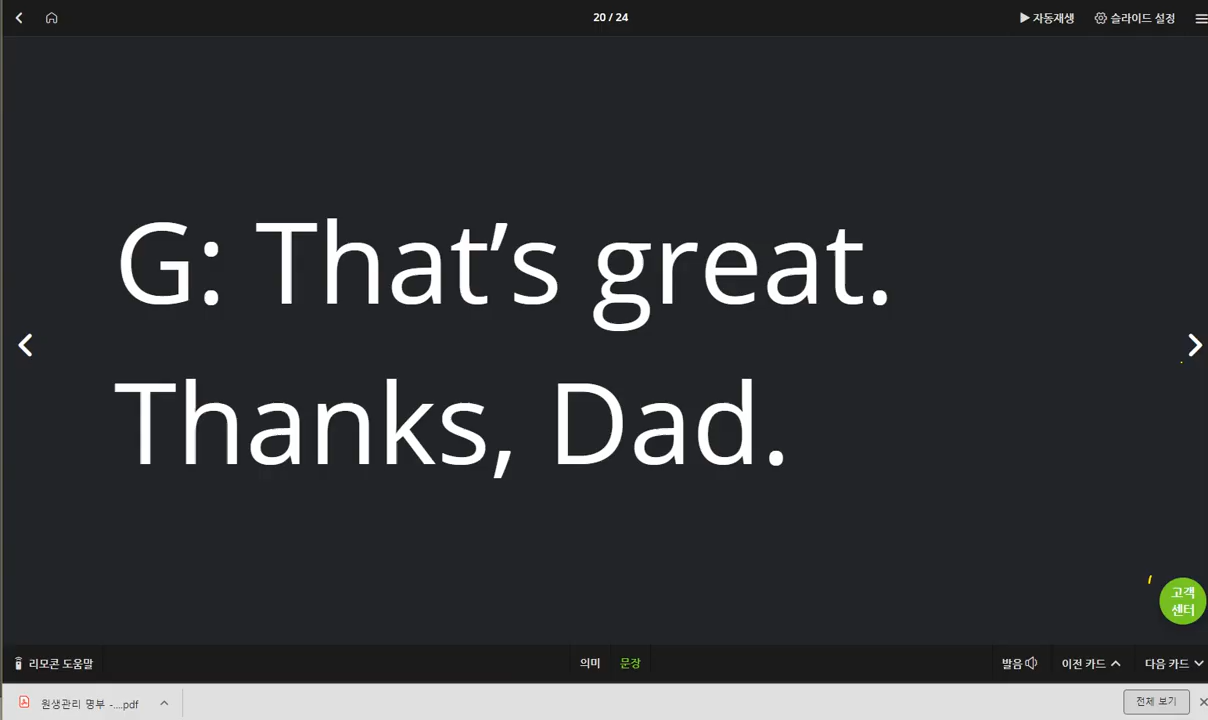 20 / 24
자동재생
슬라이드 설정
G: That’s great.
Thanks, Dad.
고객
센터
리모콘 도움말
의미
문장
발음
이전 카드
다음 카드
원생관리 명부 -....pdf
전체 보기